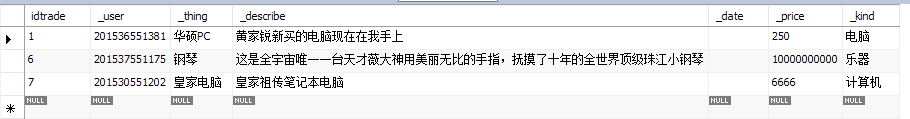 idtrade _user _thing _describe _date _price _kind
1 201536551381 华硕PC 黄家锐新买的电脑现在在我手上 250 电脑
6 201537551175 钢琴 这是全宇宙唯一一台天才薇大神用美丽无比的手指，抚摸了十年的全世界顶级珠江小钢琴 10000000000 乐器
7 201530551202 皇家电脑 皇家祖传笔记本电脑 6666 计算机
NULL NULL NULL NULL NULL NULL NULL